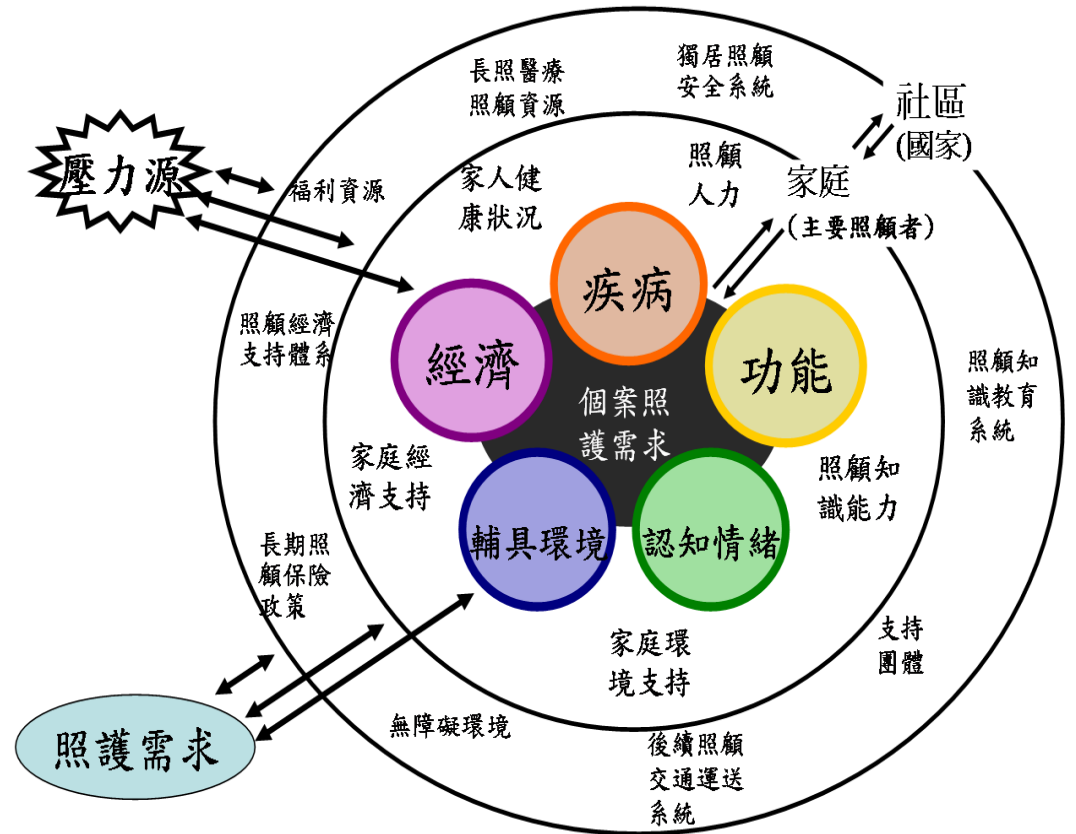 長照醫療
照顧資源
獨居照顧
安全系統
社區
(國家)
壓力源
福利資源
家人健
康狀況
照顧
人力
家庭
(主要照顧者)
疾病
經濟
功能
個案照
護需求
照顧經濟
支持體系
照顧知
識教育
系統
家庭經
濟支持
照顧知
識能力
輔具環境
認知情緒
長期照
顧保險
政策
家庭環
境支持
支持
團體
照護需求
無障礙環境
後續照顧
交通運送
系統